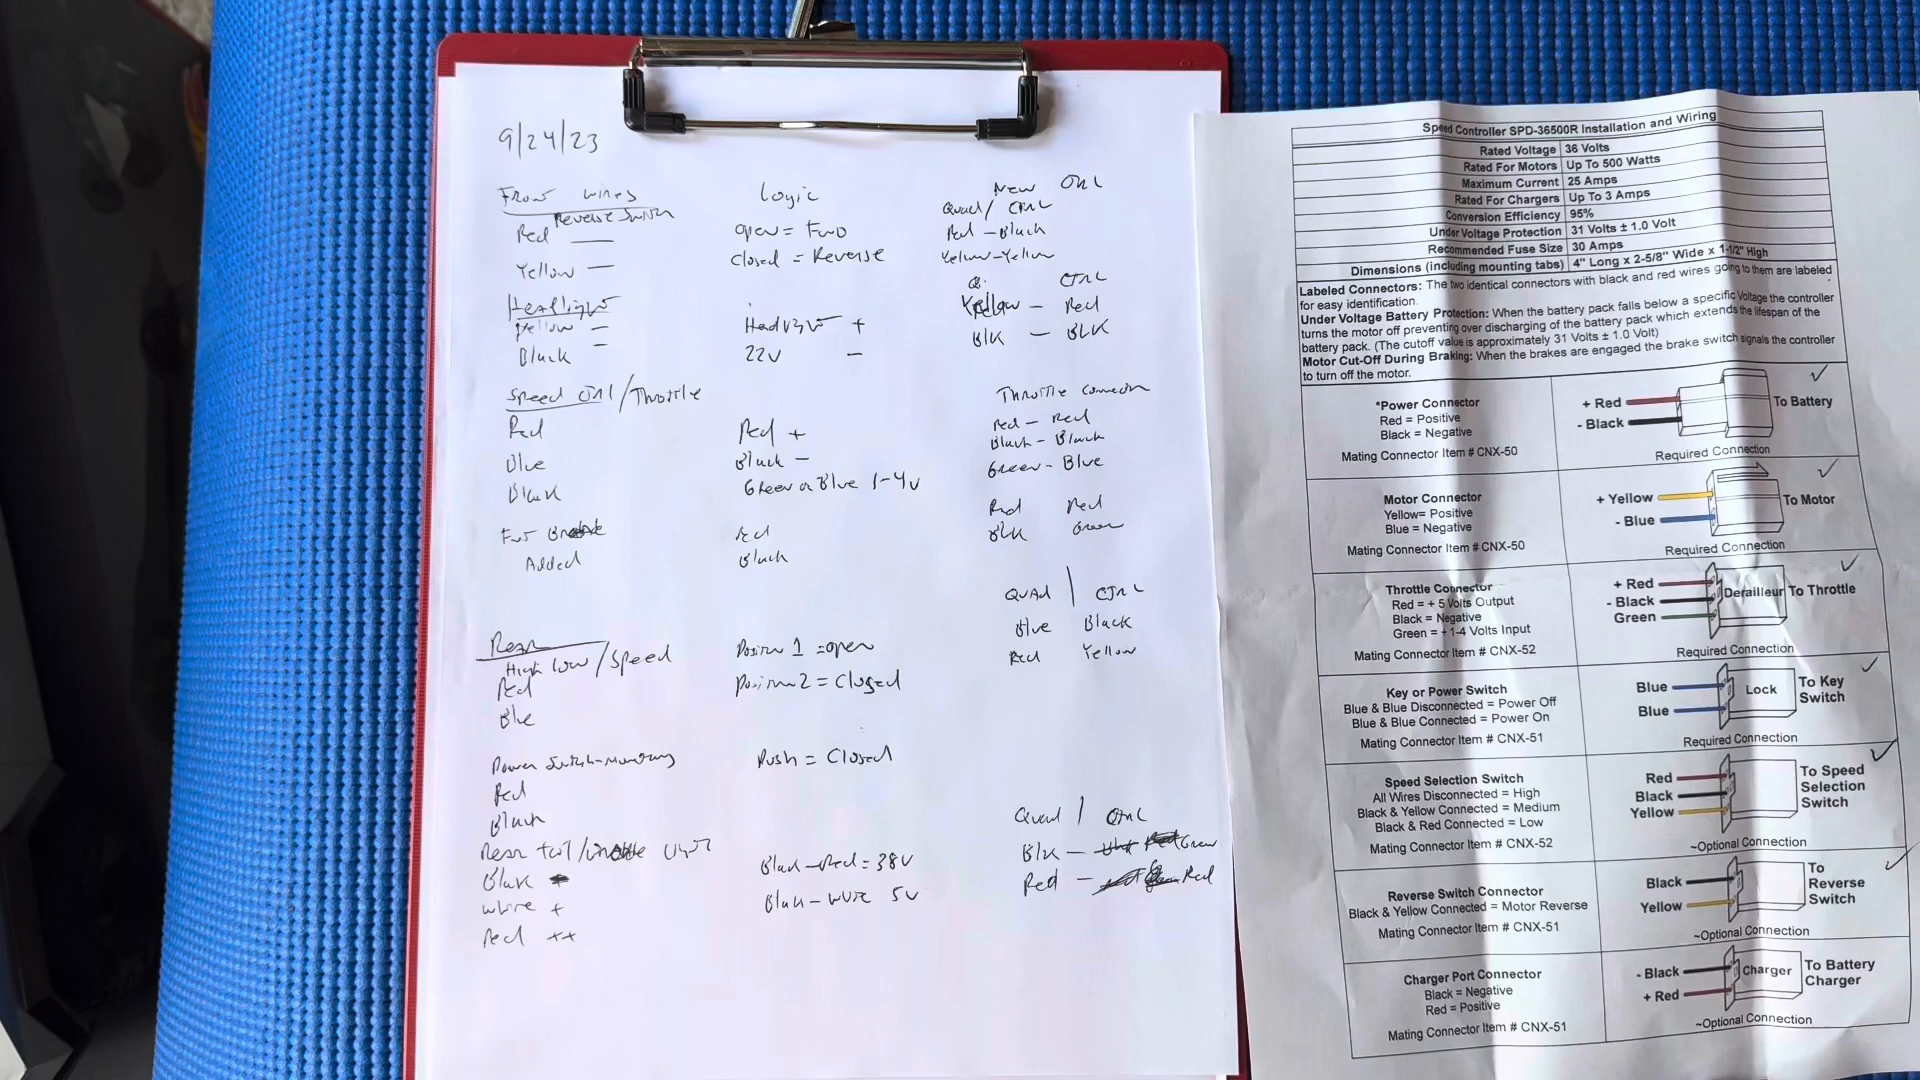 9/24/23
Front wires
Reverse Switch
Red
Yellow
Headlight
Yellow
Black
Speed CTRL/Throttle
Red
Blue
Black
Added
Rear
High Low/Speed
Red
Blue
Power Switch-Momentary
Red
Black
Rear tail/ Light
Black
White +
Red ++
Logic
open = Fwd
Closed = Reverse
Headlight +
22V -
Red +
Black -
Green or Blue 1-4v
Red
Black
Position 1 =open
Position 2 = Closed
Push = Closed
Black-Red = 38V
Black-White 5v
New CTRL
Quad/ CTRL
Red - Black
Yellow-Yellow
Q. CTRL
Yellow - Red
Blk - BLK
Throttle Connector
Red - Red
Black - Black
Green - Blue
Red Red
Blk Green
Quad | CTRL
Blue Black
Red Yellow
Quad | CTRL
Blk - Green
Red - Red
Speed Controller SPD-36500R Installation and Wiring
Rated Voltage 36 Volts
Rated For Motors Up To 500 Watts
Maximum Current 25 Amps
Rated For Chargers Up To 3 Amps
Conversion Efficiency 95%
Under Voltage Protection 31 Volts ± 1.0 Volt
Recommended Fuse Size 30 Amps
Dimensions (including mounting tabs) 4" Long x 2-5/8" Wide x 1-1/2" High
Labeled Connectors: The two identical connectors with black and red wires going to them are labeled
for easy identification.
Under Voltage Battery Protection: When the battery pack falls below a specific voltage the controller
turns the motor off preventing over discharging of the battery pack which extends the lifespan of the
battery pack. (The cutoff value is approximately 31 Volts ± 1.0 Volt)
Motor Cut-Off During Braking: When the brakes are engaged the brake switch signals the controller
to turn off the motor.
*Power Connector
Red = Positive
Black = Negative
Mating Connector Item # CNX-50
+ Red
- Black
To Battery
Required Connection
Motor Connector
Yellow= Positive
Blue = Negative
Mating Connector Item # CNX-50
+ Yellow
- Blue
To Motor
Required Connection
Throttle Connector
Red = + 5 Volts Output
Black = Negative
Green = + 1-4 Volts Input
Mating Connector Item # CNX-52
+ Red
- Black
Green
Derailleur
To Throttle
Required Connection
Key or Power Switch
Blue & Blue Disconnected = Power Off
Blue & Blue Connected = Power On
Mating Connector Item # CNX-51
Blue
Blue
Lock
To Key
Switch
Required Connection
Speed Selection Switch
All Wires Disconnected = High
Black & Yellow Connected = Medium
Black & Red Connected = Low
Mating Connector Item # CNX-52
Red
Black
Yellow
To Speed
Selection
Switch
~Optional Connection
Reverse Switch Connector
Black & Yellow Connected = Motor Reverse
Mating Connector Item # CNX-51
Black
Yellow
To
Reverse
Switch
~Optional Connection
Charger Port Connector
Black = Negative
Red = Positive
Mating Connector Item # CNX-51
- Black
+ Red
Charger
To Battery
Charger
~Optional Connection